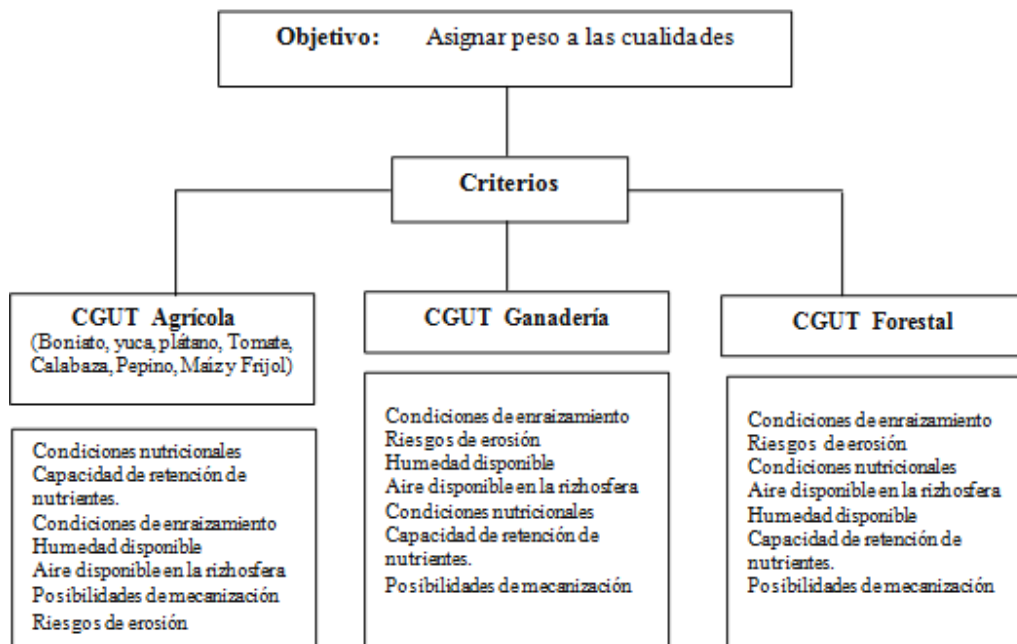 Objetivo: Asignar peso a las cualidades
Criterios
CGUT Agrícola
(Boniato, yuca, plátano, Tomate,
Calabaza, Pepino, Maíz y Frijol)
Condiciones nutricionales
Capacidad de retención de
nutrientes.
Condiciones de enraizamiento
Humedad disponible
Aire disponible en la rizhosfera
Posibilidades de mecanización
Riesgos de erosión
CGUT Ganadería
Condiciones de enraizamiento
Riesgos de erosión
Humedad disponible
Aire disponible en la rizhosfera
Condiciones nutricionales
Capacidad de retención de
nutrientes.
Posibilidades de mecanización
CGUT Forestal
Condiciones de enraizamiento
Riesgos de erosión
Condiciones nutricionales
Aire disponible en la rizhosfera
Humedad disponible
Capacidad de retención de
nutrientes.
Posibilidades de mecanización